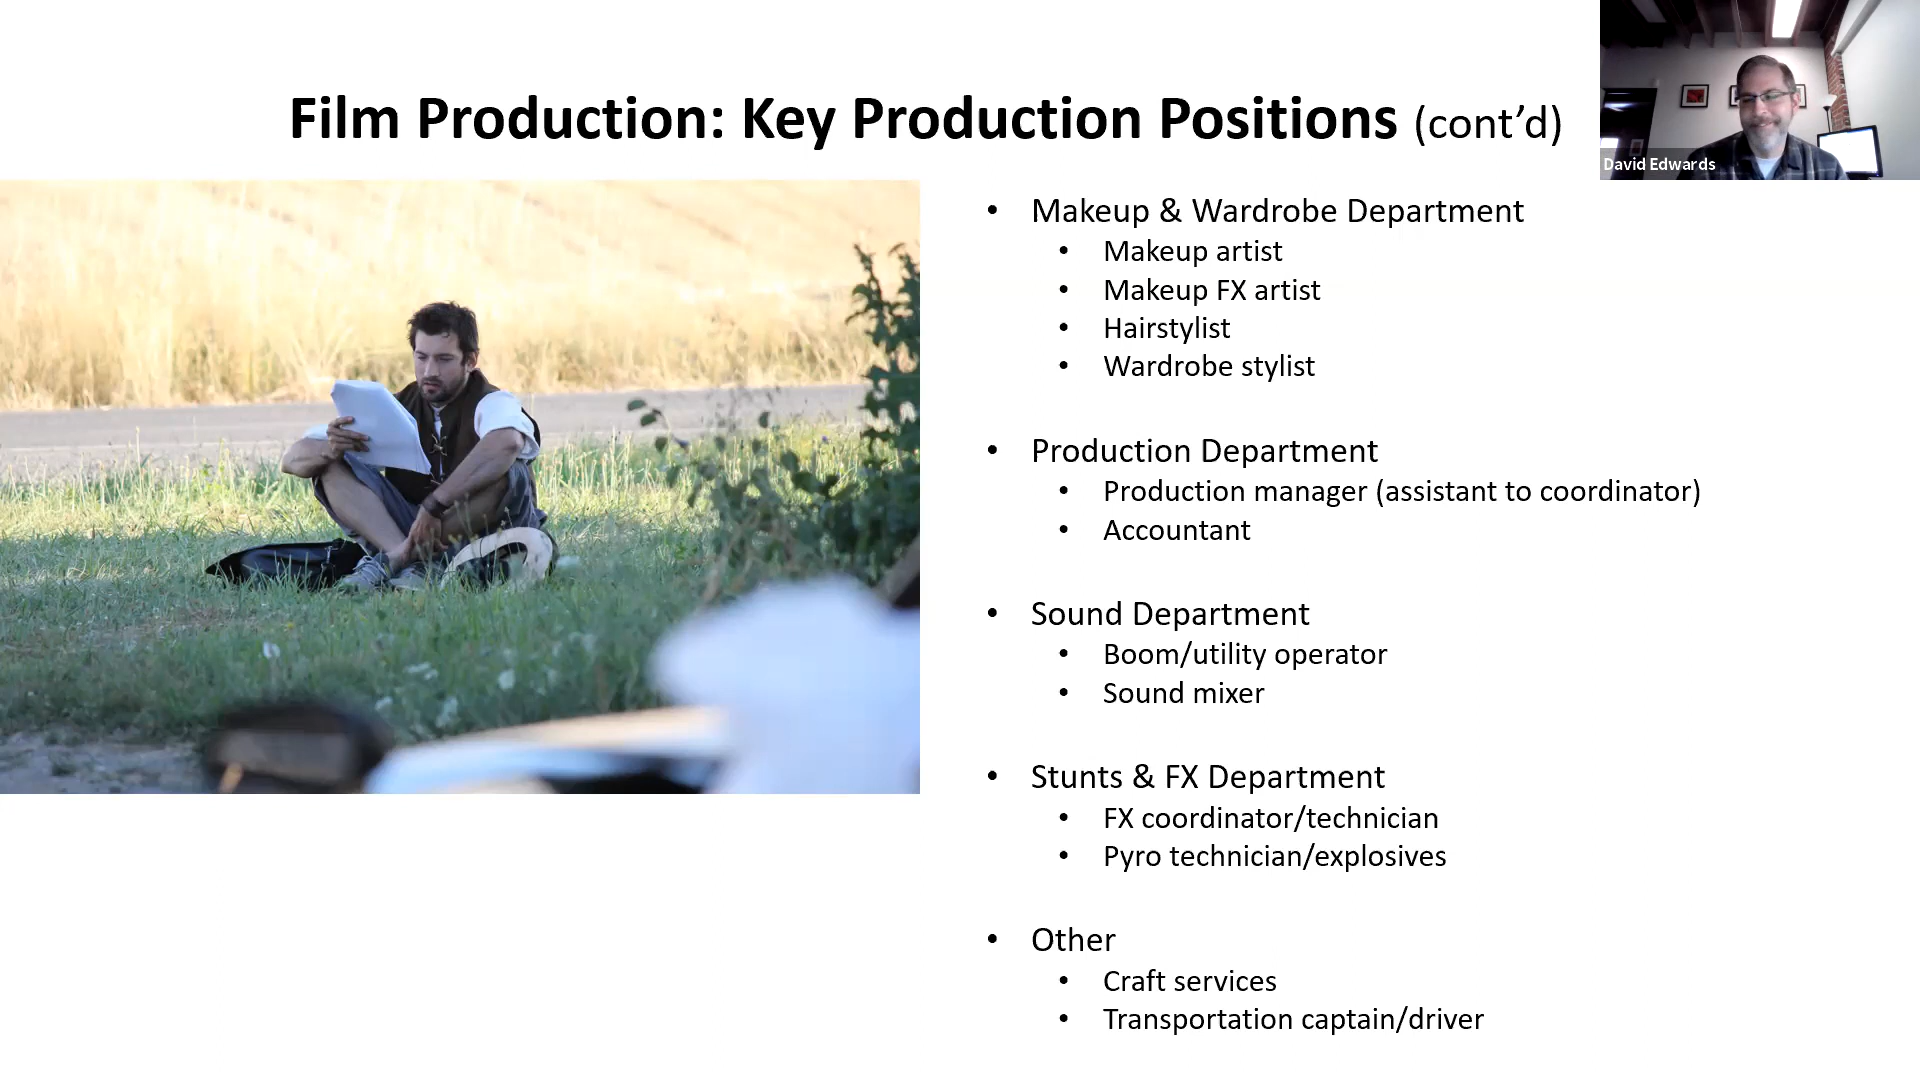 Film Production: Key Production Positions (cont’d)
David Edwards
• Makeup & Wardrobe Department
• Makeup artist
• Makeup FX artist
• Hairstylist
• Wardrobe stylist
• Production Department
• Production manager (assistant to coordinator)
• Accountant
• Sound Department
• Boom/utility operator
• Sound mixer
• Stunts & FX Department
• FX coordinator/technician
• Pyro technician/explosives
• Other
• Craft services
• Transportation captain/driver